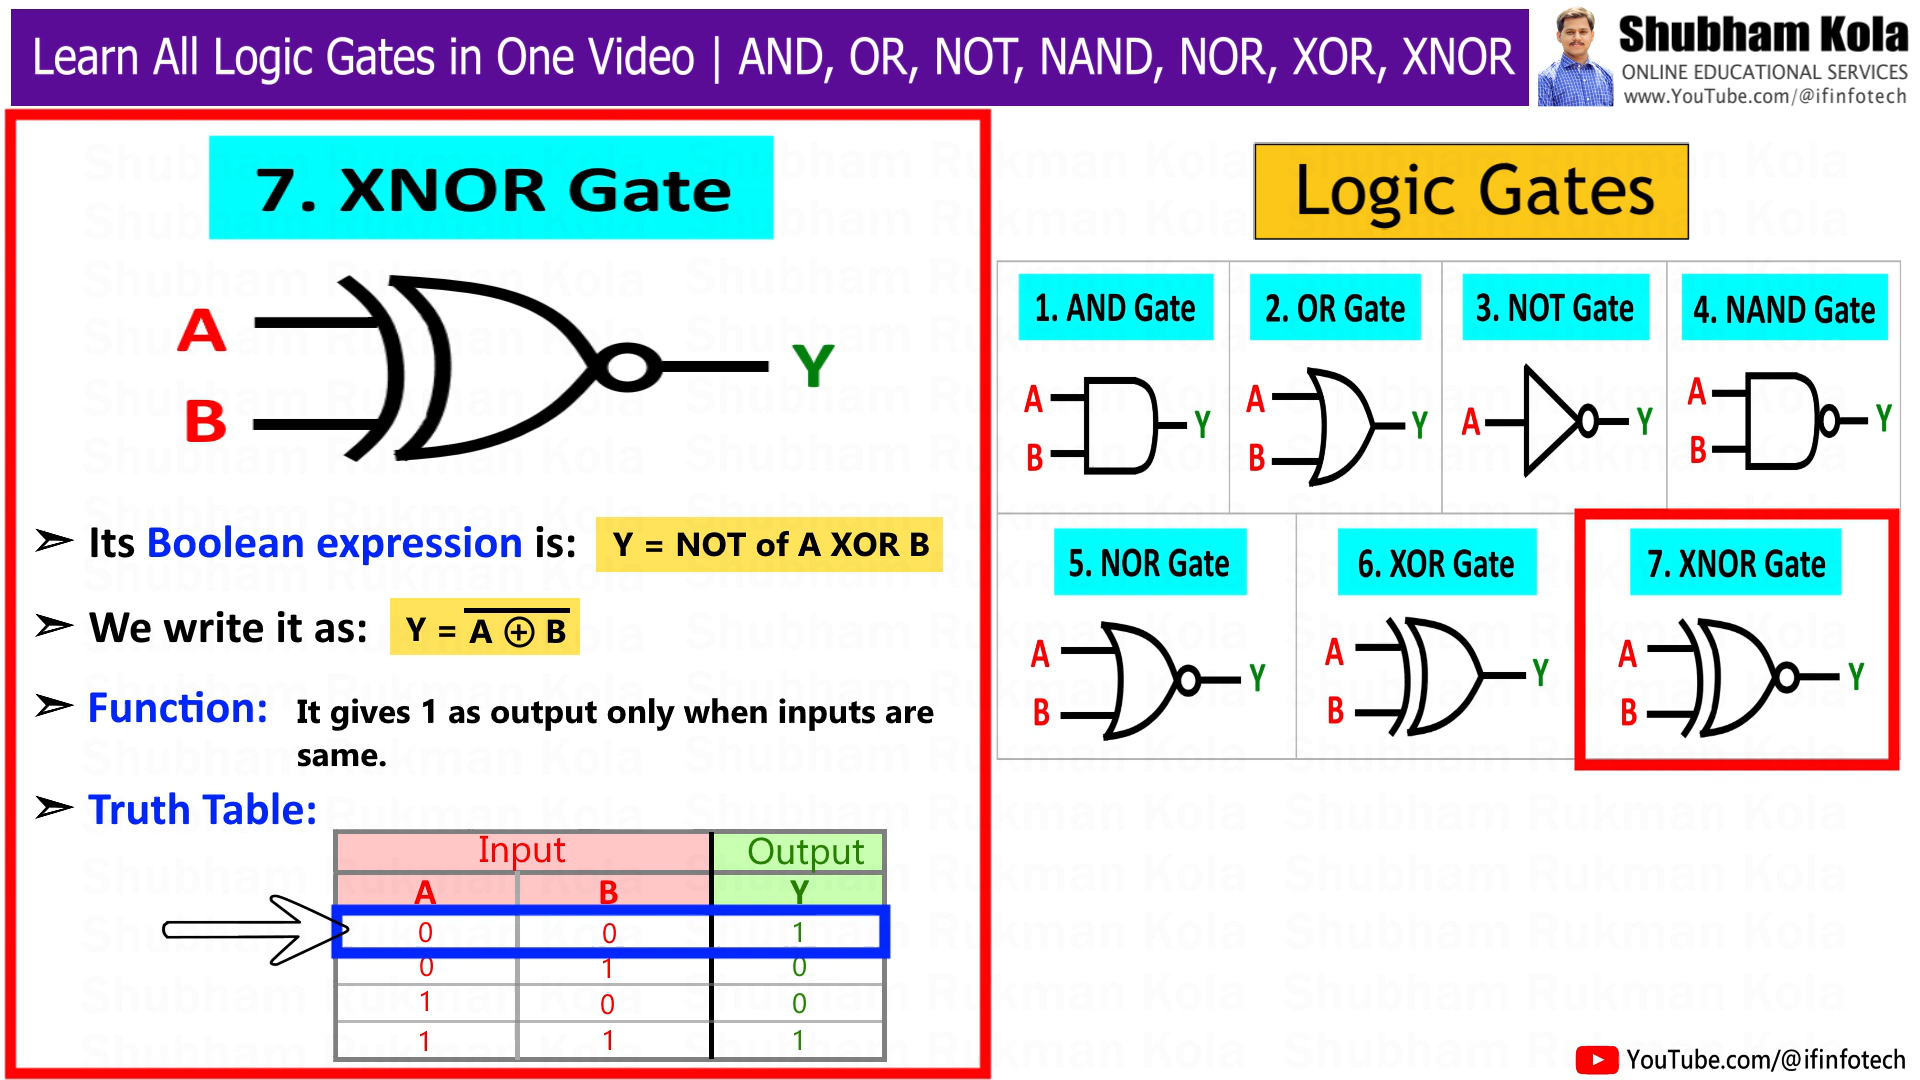 Learn All Logic Gates in One Video | AND, OR, NOT, NAND, NOR, XOR, XNOR
Shubham Kola
ONLINE EDUCATIONAL SERVICES
www.YouTube.com/@ifinfotech
7. XNOR Gate
A
B
Y
➢ Its Boolean expression is: Y = NOT of A XOR B
➢ We write it as: Y = A ⊕ B
➢ Function: It gives 1 as output only when inputs are
same.
➢ Truth Table:
Input Output
A B Y
0 0 1
0 1 0
1 0 0
1 1 1
Logic Gates
1. AND Gate
A
B
Y
2. OR Gate
A
B
Y
3. NOT Gate
A
Y
4. NAND Gate
A
B
Y
5. NOR Gate
A
B
Y
6. XOR Gate
A
B
Y
7. XNOR Gate
A
B
Y
YouTube.com/@ifinfotech
Shubham Rukman Kola